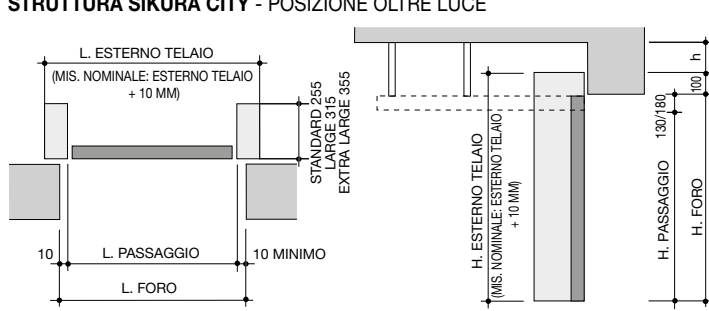 STRUTTURA SIKURA CITY - POSIZIONE OLTRE LUCE
L. ESTERNO TELAIO
(MIS. NOMINALE: ESTERNO TELAIO
+ 10 MM)
STANDARD 255
LARGE 315
EXTRA LARGE 355
10
L. PASSAGGIO
10 MINIMO
L. FORO
H. ESTERNO TELAIO
(MIS. NOMINALE: ESTERNO TELAIO
+ 10 MM)
h
100
130/180
H. PASSAGGIO
H. FORO